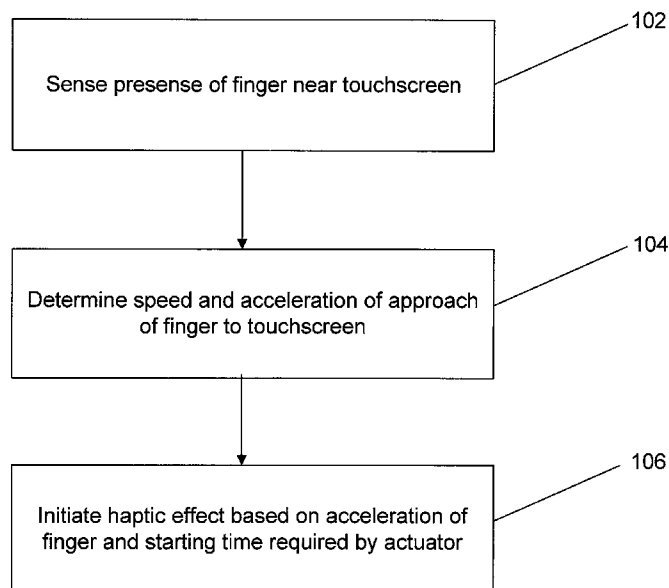 102
Sense presense of finger near touchscreen
104
Determine speed and acceleration of approach
of finger to touchscreen
106
Initiate haptic effect based on acceleration of
finger and starting time required by actuator